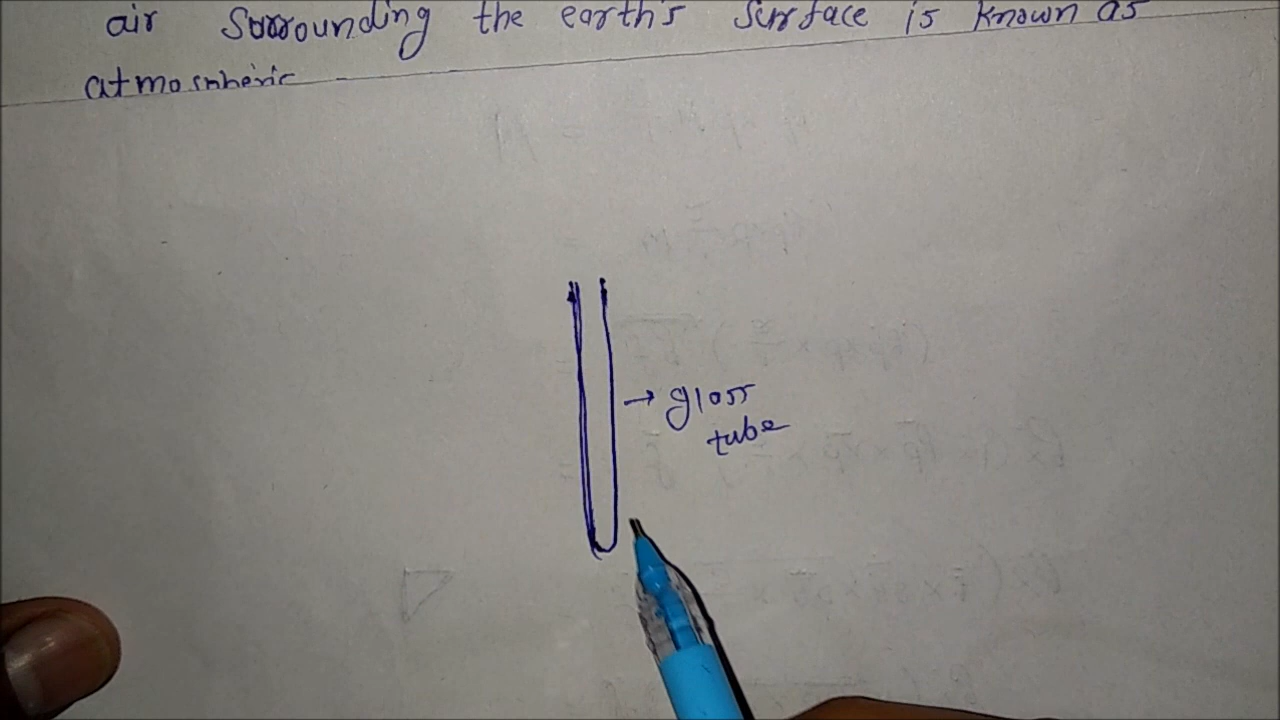 air Surrounding the earth's surface is known as
atmospheric
→ glass
tube